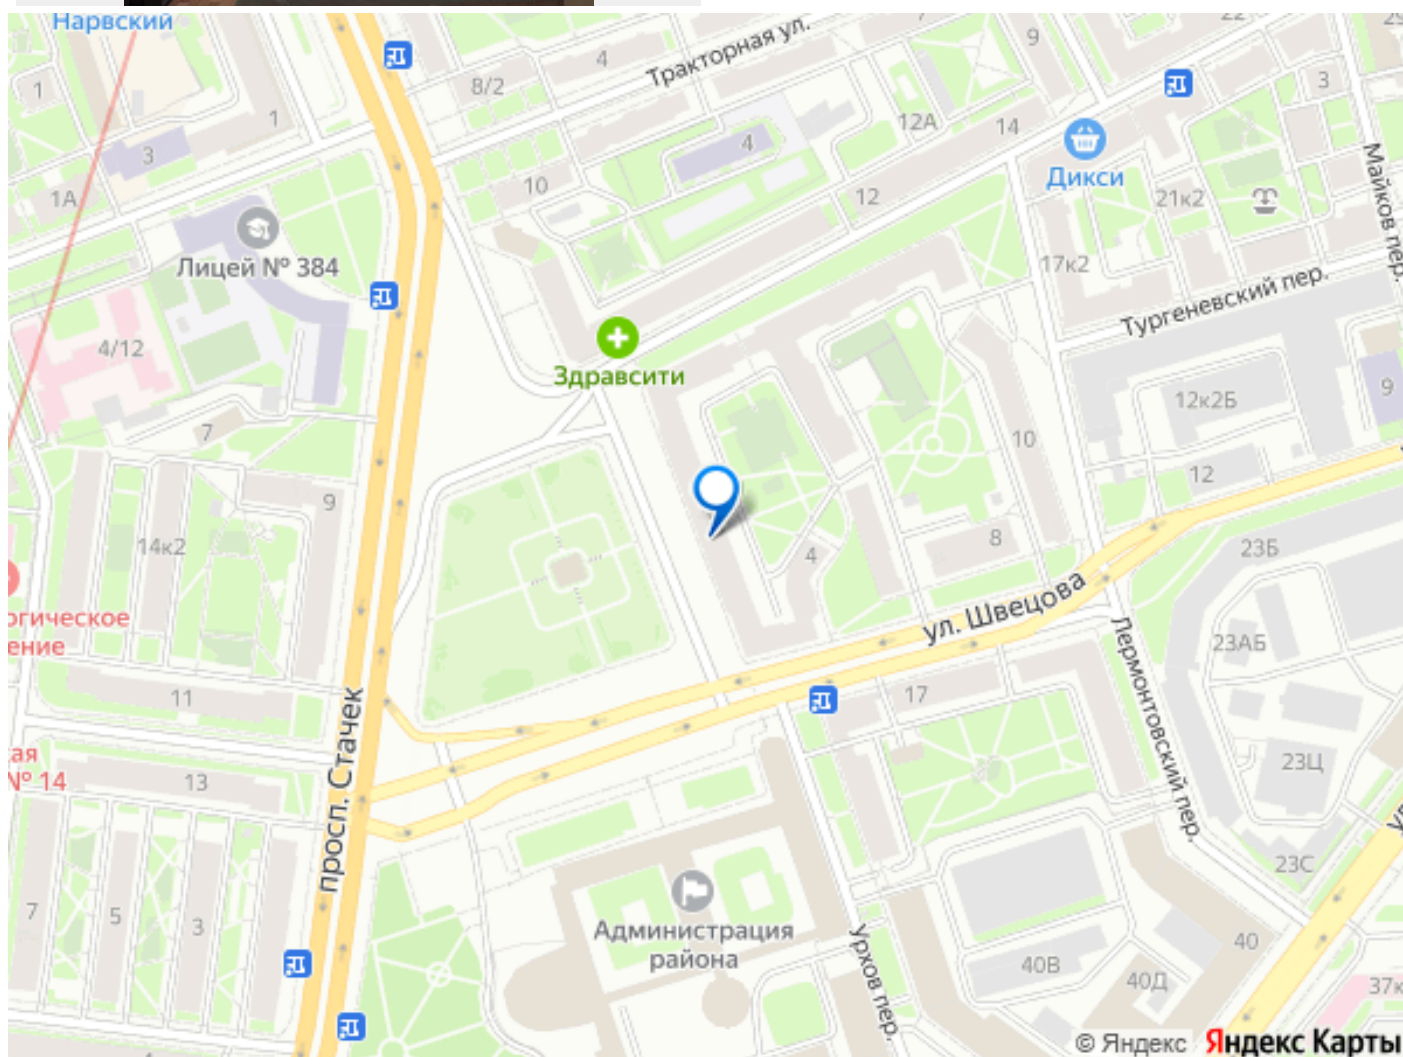 Нарвский
22
29
9
Тракторная ул.
4
8/2
1
3
1
12А
14
4
3
Дикси
Майков пер.
1А
10
12
21к2
Лицей № 384
17к2
Тургеневский пер.
4/12
Здравсити
9
12к2Б
7
10
12
9
14к2
8
23Б
4
ул. Швецова
огическое
ение
23АБ
Лермонтовский пер.
11
17
просп. Стачек
ая
№ 14
13
23Ц
ул
23С
7
5
3
Администрация
района
Урхов пер.
40
40В
40Д
37к
© Яндекс Яндекс Карты